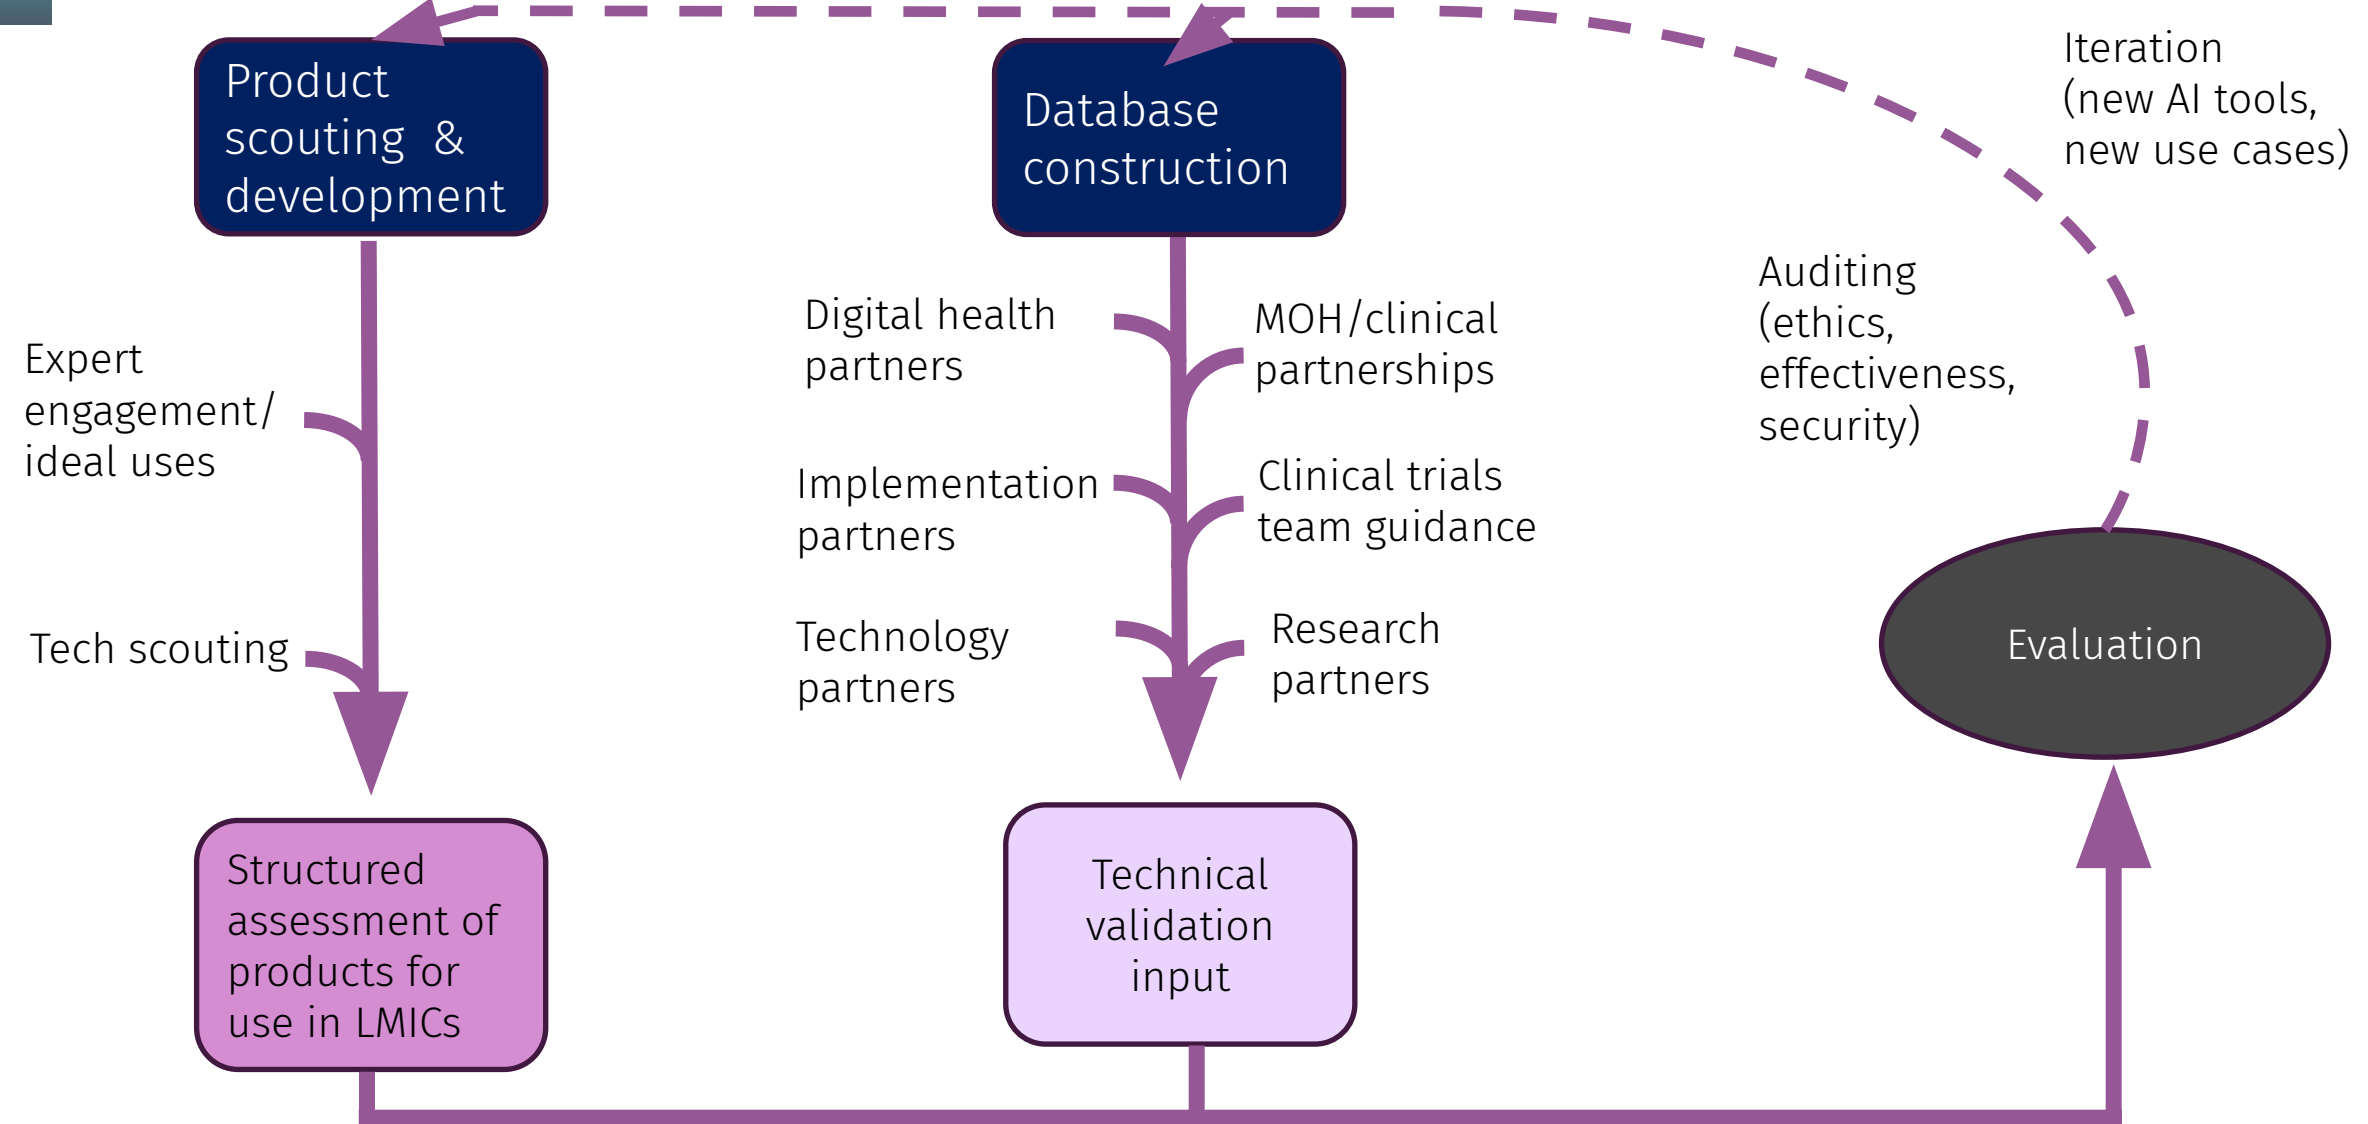 Product
scouting &
development
Expert
engagement/
ideal uses
Tech scouting
Structured
assessment of
products for
use in LMICs
Database
construction
Digital health
partners
MOH/clinical
partnerships
Implementation
partners
Clinical trials
team guidance
Technology
partners
Research
partners
Technical
validation
input
Iteration
(new AI tools,
new use cases)
Auditing
(ethics,
effectiveness,
security)
Evaluation